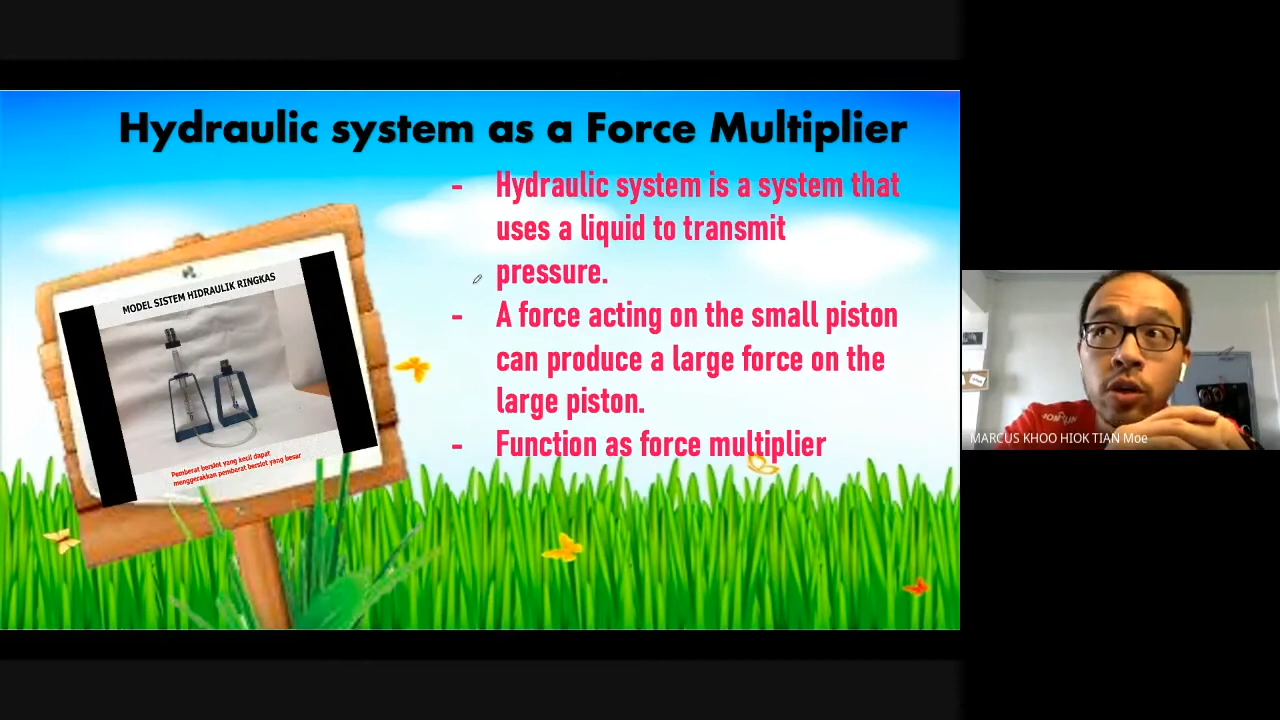 Hydraulic system as a Force Multiplier
- Hydraulic system is a system that
uses a liquid to transmit
pressure.
- A force acting on the small piston
can produce a large force on the
large piston.
- Function as force multiplier
MODEL SISTEM HIDRAULIK RINGKAS
Pemberat berslot yang kecil dapat
menggerakkan pemberat berslot yang besar
MARCUS KHOO HIOK TIAN Moe